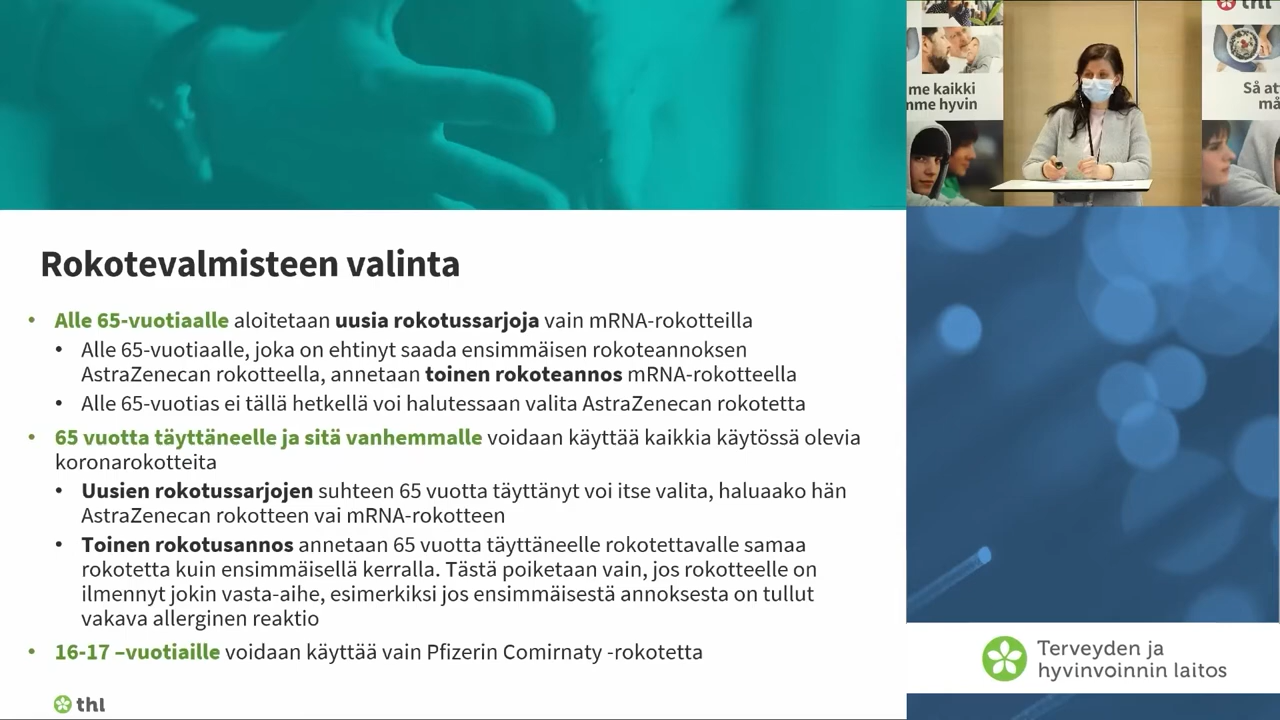 Rokotevalmisteen valinta
• Alle 65-vuotiaalle aloitetaan uusia rokotussarjoja vain mRNA-rokotteilla
• Alle 65-vuotiaalle, joka on ehtinyt saada ensimmäisen rokoteannoksen
AstraZenecan rokotteella, annetaan toinen rokoteannos mRNA-rokotteella
• Alle 65-vuotias ei tällä hetkellä voi halutessaan valita AstraZenecan rokotetta
• 65 vuotta täyttäneelle ja sitä vanhemmalle voidaan käyttää kaikkia käytössä olevia
koronarokotteita
• Uusien rokotussarjojen suhteen 65 vuotta täyttänyt voi itse valita, haluaako hän
AstraZenecan rokotteen vai mRNA-rokotteen
• Toinen rokotusannos annetaan 65 vuotta täyttäneelle rokotettavalle samaa
rokotetta kuin ensimmäisellä kerralla. Tästä poiketaan vain, jos rokotteelle on
ilmennyt jokin vasta-aihe, esimerkiksi jos ensimmäisestä annoksesta on tullut
vakava allerginen reaktio
• 16-17 –vuotiaille voidaan käyttää vain Pfizerin Comirnaty -rokotetta
thl
me kaikki
mme hyvin
thl
Så at
må
Terveyden ja
hyvinvoinnin laitos